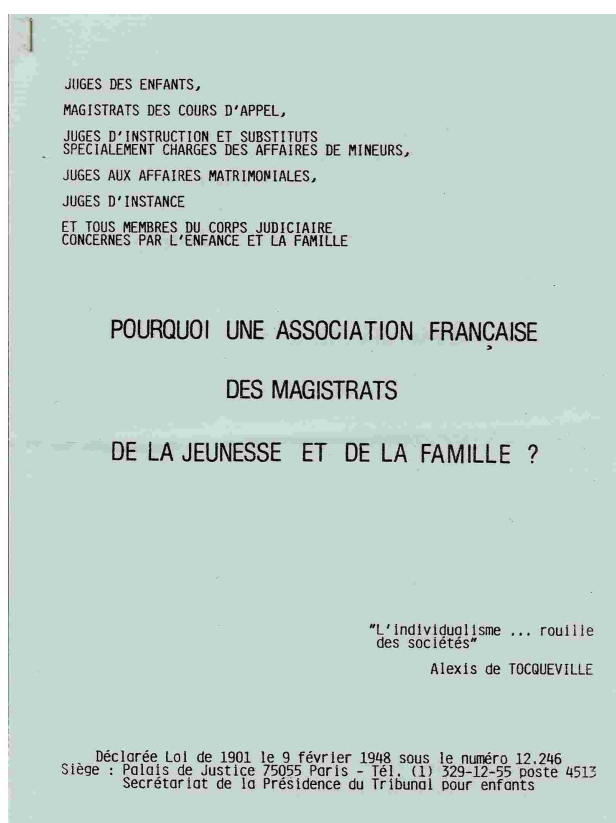 JUGES DES ENFANTS,
MAGISTRATS DES COURS D'APPEL,
JUGES D'INSTRUCTION ET SUBSTITUTS
SPECIALEMENT CHARGES DES AFFAIRES DE MINEURS,
JUGES AUX AFFAIRES MATRIMONIALES,
JUGES D'INSTANCE
ET TOUS MEMBRES DU CORPS JUDICIAIRE
CONCERNES PAR L'ENFANCE ET LA FAMILLE
POURQUOI UNE ASSOCIATION FRANÇAISE
DES MAGISTRATS
DE LA JEUNESSE ET DE LA FAMILLE ?
"L'individualisme ... rouille
des sociétés"
Alexis de TOCQUEVILLE
Déclarée Loi de 1901 le 9 février 1948 sous le numéro 12.246
Siège : Palais de Justice 75055 Paris - Tél. (1) 329-12-55 poste 4513
Secrétariat de la Présidence du Tribunal pour enfants